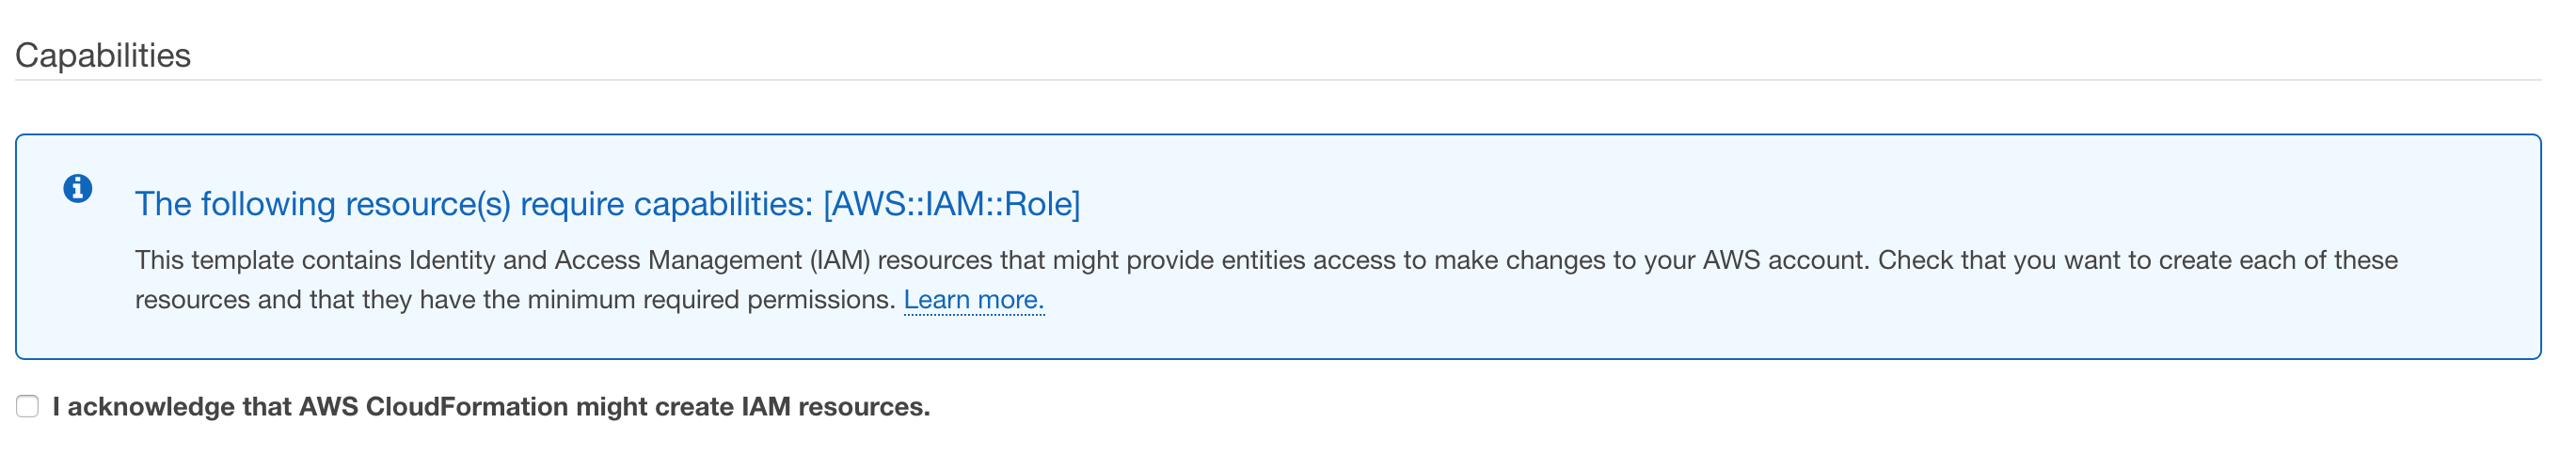 Capabilities
The following resource(s) require capabilities: [AWS::IAM::Role]
This template contains Identity and Access Management (IAM) resources that might provide entities access to make changes to your AWS account. Check that you want to create each of these
resources and that they have the minimum required permissions. Learn more.
I acknowledge that AWS CloudFormation might create IAM resources.